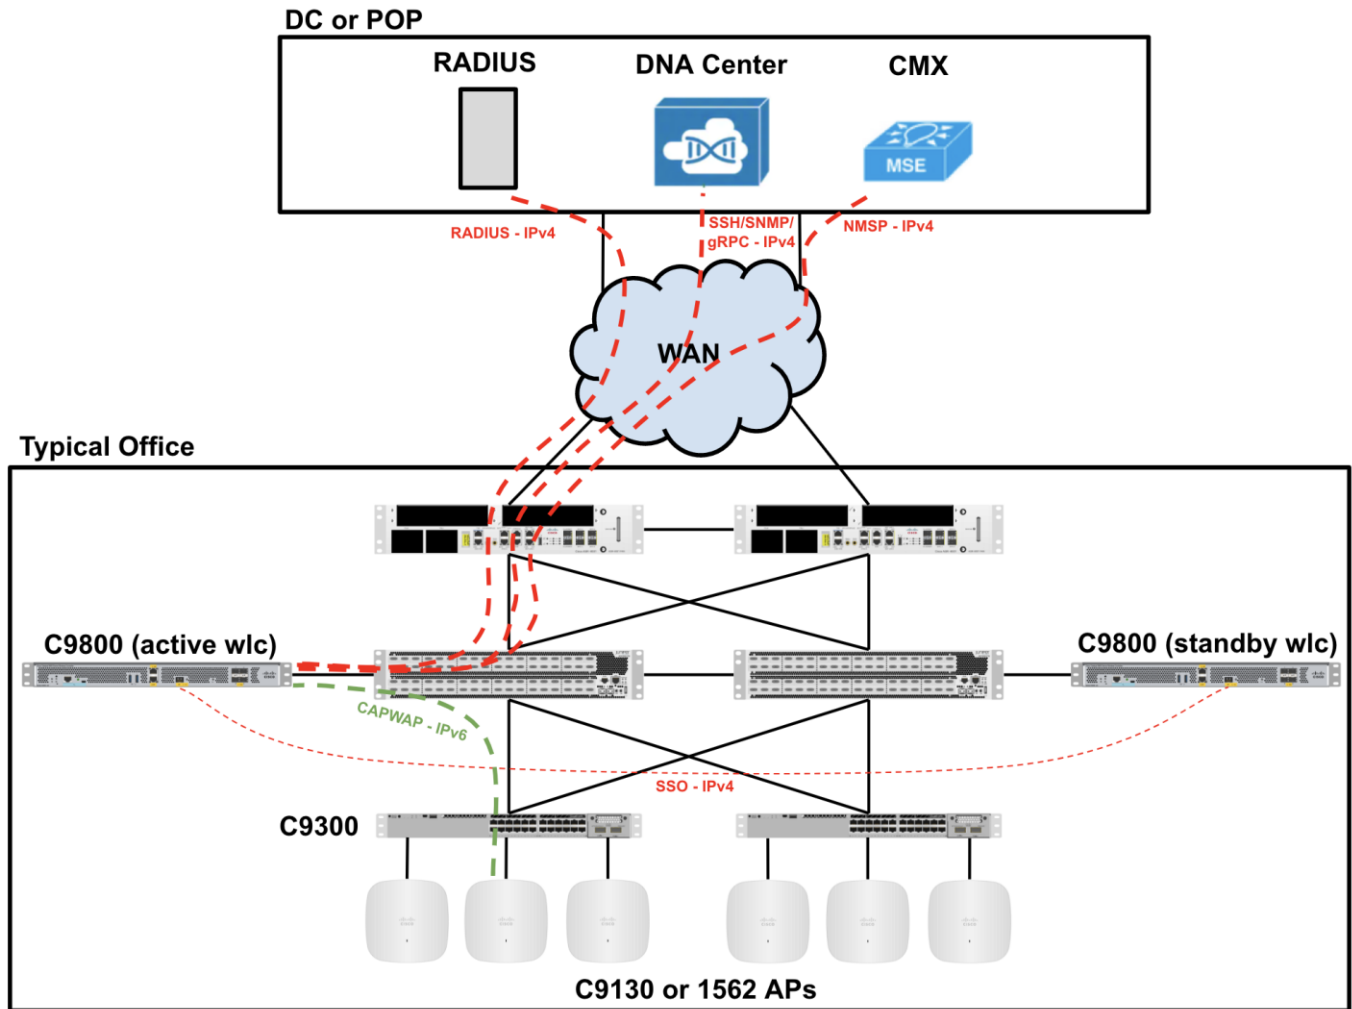 DC or POP
RADIUS
DNA Center
CMX
MSE
RADIUS - IPv4
SSH/SNMP/
gRPC - IPv4
NMSP - IPv4
WAN
Typical Office
C9800 (active wlc)
C9800 (standby wlc)
CAPWAP - IPv6
SSO - IPv4
C9300
C9130 or 1562 APs